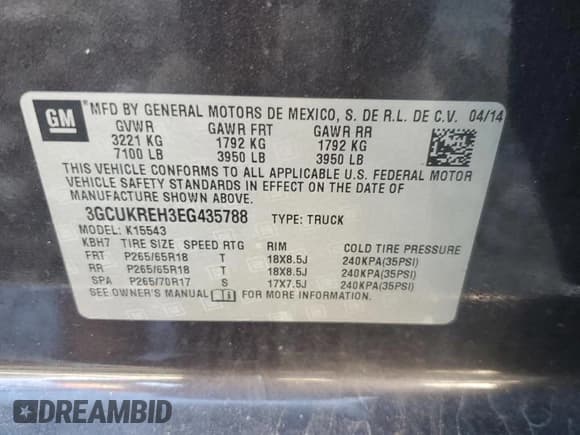 GM MFD BY GENERAL MOTORS DE MEXICO, S. DE R.L. DE C.V. 04/14
GVWR GAWR FRT GAWR RR
3221 KG 1792 KG 1792 KG
7100 LB 3950 LB 3950 LB
THIS VEHICLE CONFORMS TO ALL APPLICABLE U.S. FEDERAL MOTOR
VEHICLE SAFETY STANDARDS IN EFFECT ON THE DATE OF
MANUFACTURE SHOWN ABOVE.
3GCUKREH3EG435788 TYPE: TRUCK
MODEL: K15543
KBH7 TIRE SIZE SPEED RTG RIM COLD TIRE PRESSURE
FRT P265/65R18 T 18X8.5J 240KPA(35PSI)
RR P265/65R18 T 18X8.5J 240KPA(35PSI)
SPA P265/70R17 S 17X7.5J 240KPA(35PSI)
SEE OWNER'S MANUAL FOR MORE INFORMATION.
DREAMBID